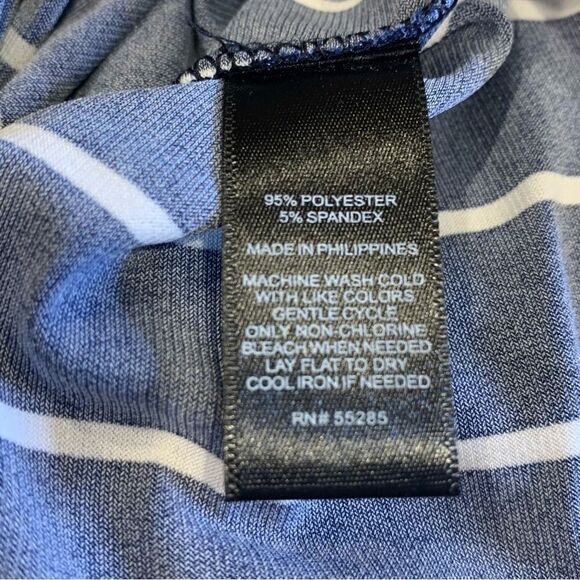 95% POLYESTER
5% SPANDEX
MADE IN PHILIPPINES
MACHINE WASH COLD
WITH LIKE COLORS
GENTLE CYCLE
ONLY NON-CHLORINE
BLEACH WHEN NEEDED
LAY FLAT TO DRY
COOL IRON IF NEEDED
RN# 55285